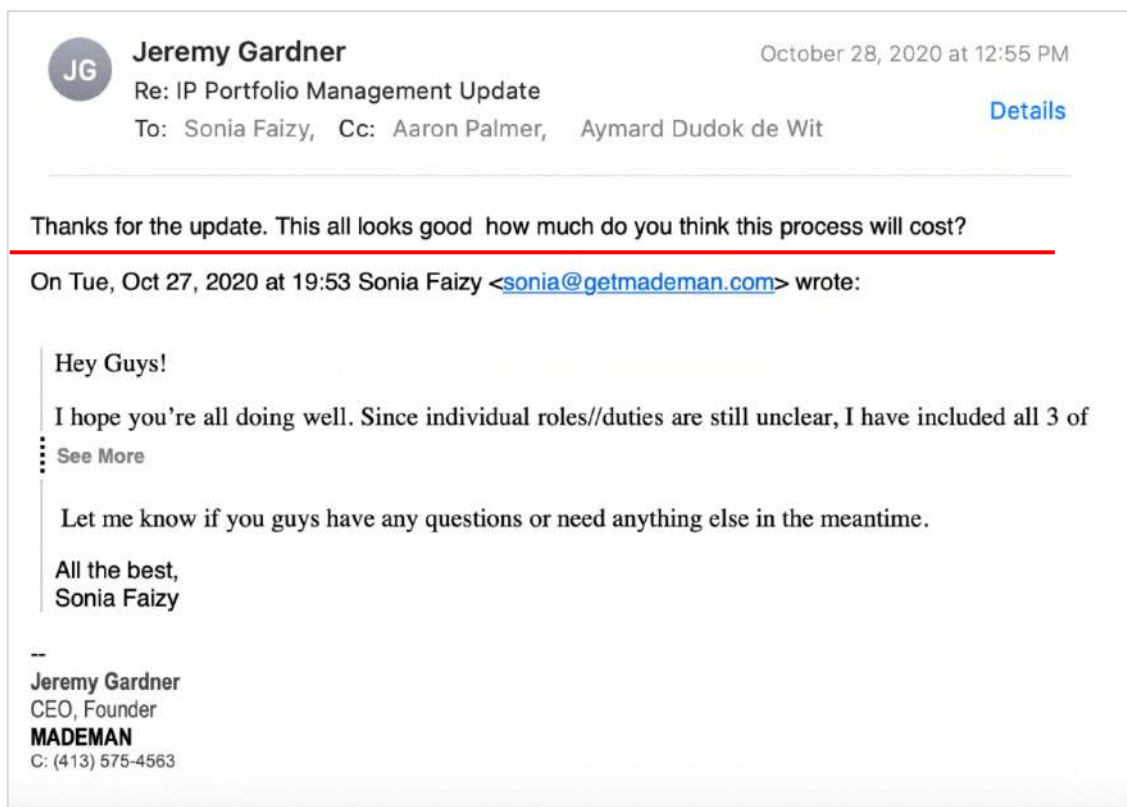 JG
Jeremy Gardner
October 28, 2020 at 12:55 PM
Re: IP Portfolio Management Update
Details
To: Sonia Faizy, Cc: Aaron Palmer, Aymard Dudok de Wit
Thanks for the update. This all looks good  how much do you think this process will cost?
On Tue, Oct 27, 2020 at 19:53 Sonia Faizy <sonia@getmademan.com> wrote:
Hey Guys!
I hope you're all doing well. Since individual roles//duties are still unclear, I have included all 3 of
See More
Let me know if you guys have any questions or need anything else in the meantime.
All the best,
Sonia Faizy
--
Jeremy Gardner
CEO, Founder
MADEMAN
C: (413) 575-4563